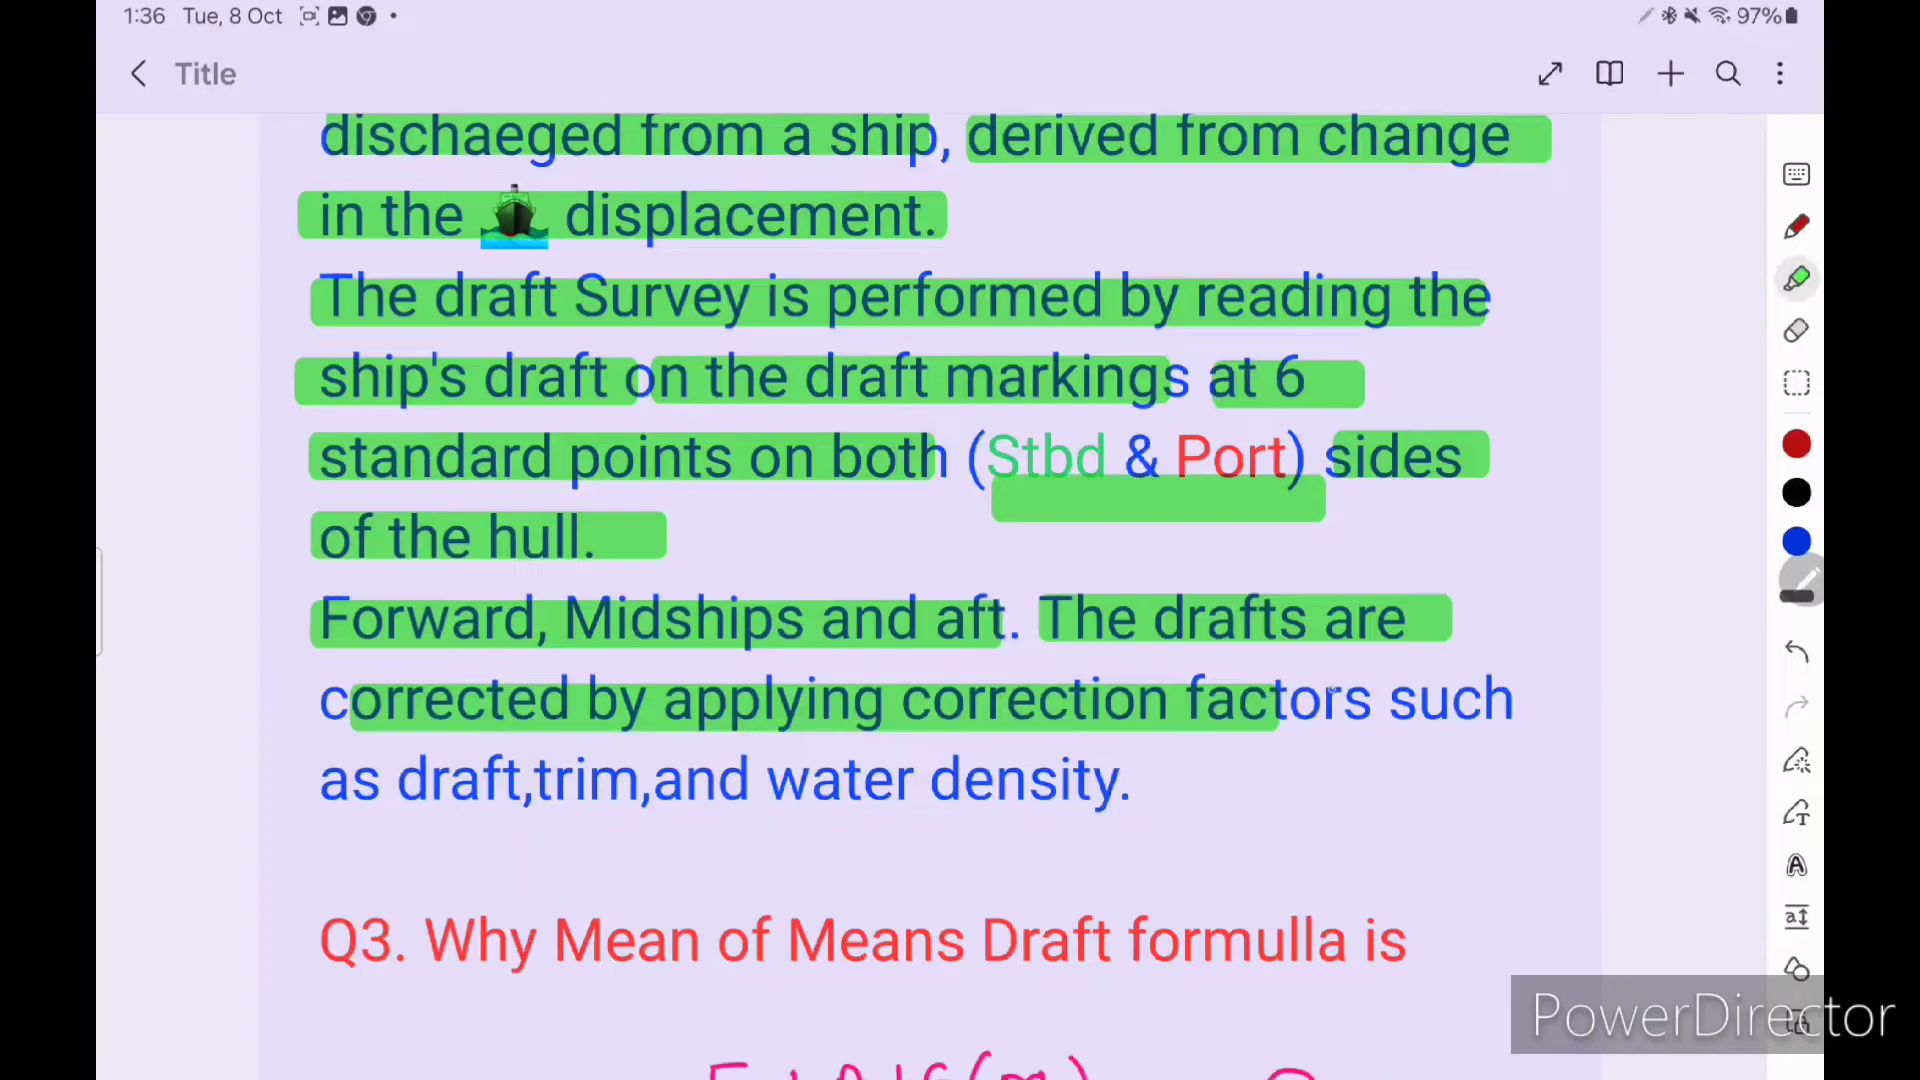 1:36 Tue, 8 Oct
97%
Title
dischaeged from a ship, derived from change
in the displacement.
The draft Survey is performed by reading the
ship's draft on the draft markings at 6
standard points on both (Stbd & Port) sides
of the hull.
Forward, Midships and aft. The drafts are
corrected by applying correction factors such
as draft,trim,and water density.
Q3. Why Mean of Means Draft formulla is
PowerDirector